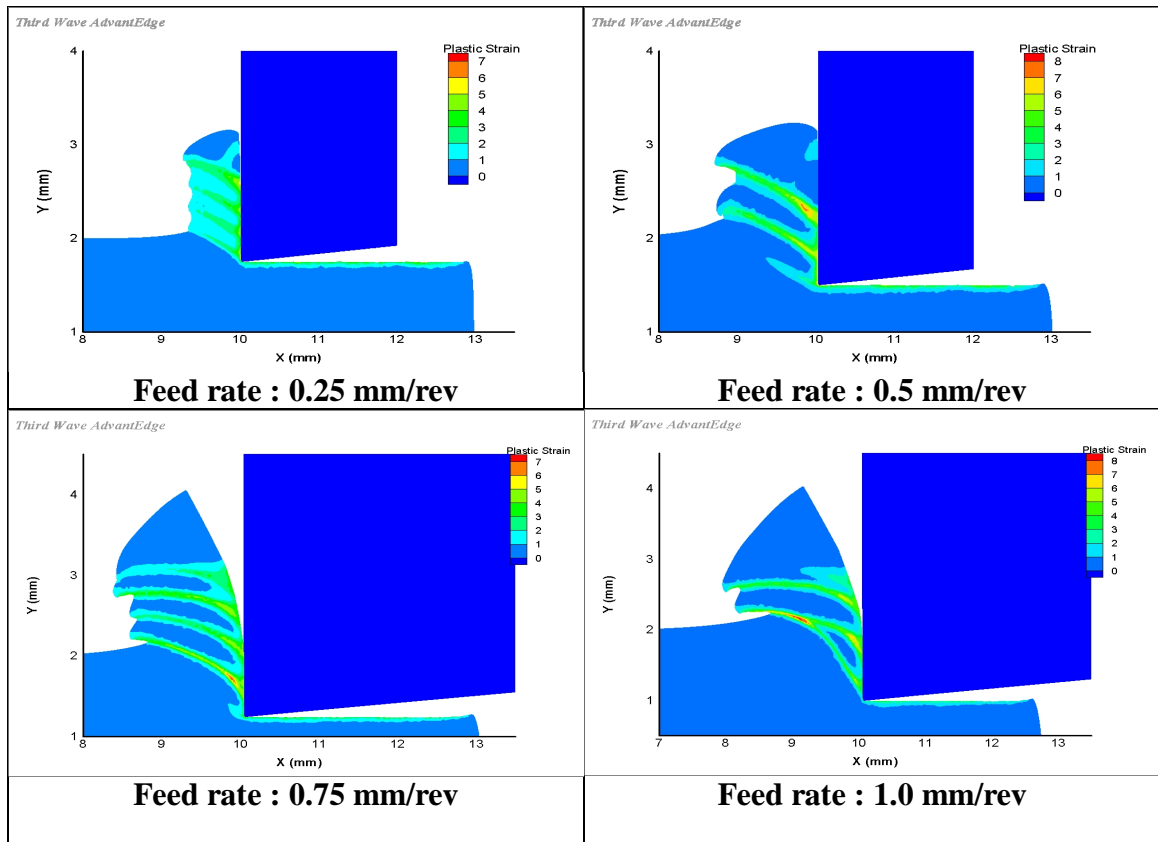 Third Wave AdvantEdge
Plastic Strain
7
6
5
4
3
2
1
0
4
3
2
1
Y (mm)
8 9 10 11 12 13
X (mm)
Feed rate : 0.25 mm/rev
Third Wave AdvantEdge
Plastic Strain
8
7
6
5
4
3
2
1
0
4
3
2
1
Y (mm)
8 9 10 11 12 13
X (mm)
Feed rate : 0.5 mm/rev
Third Wave AdvantEdge
Plastic Strain
7
6
5
4
3
2
1
0
4
3
2
1
Y (mm)
8 9 10 11 12 13
X (mm)
Feed rate : 0.75 mm/rev
Third Wave AdvantEdge
Plastic Strain
8
7
6
5
4
3
2
1
0
4
3
2
1
Y (mm)
7 8 9 10 11 12 13
X (mm)
Feed rate : 1.0 mm/rev